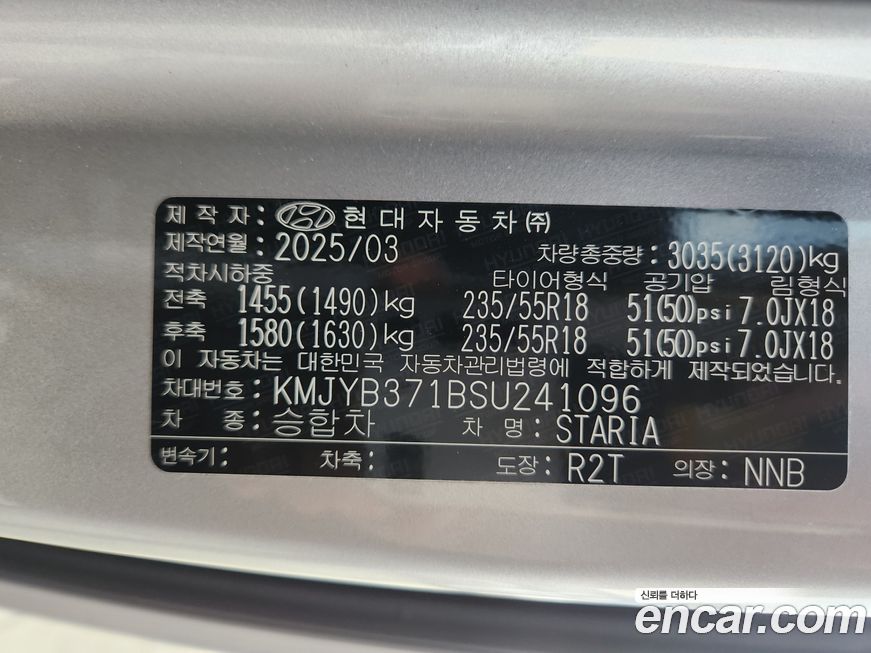 제 작 자 : 현대자동차㈜
제작연월 : 2025/03 차량총중량 : 3035(3120)kg
적차시하중 타이어형식 공기압 림형식
전축 1455(1490)kg 235/55R18 51(50)psi 7.0JX18
후축 1580(1630)kg 235/55R18 51(50)psi 7.0JX18
이 자동차는 대한민국 자동차관리법령에 적합하게 제작되었습니다.
차대번호 : KMJYB371BSU241096
차 종 : 승합차 차 명 : STARIA
변속기 : 차축 : 도장 : R2T 의장 : NNB
신뢰를 더하다
encar.com